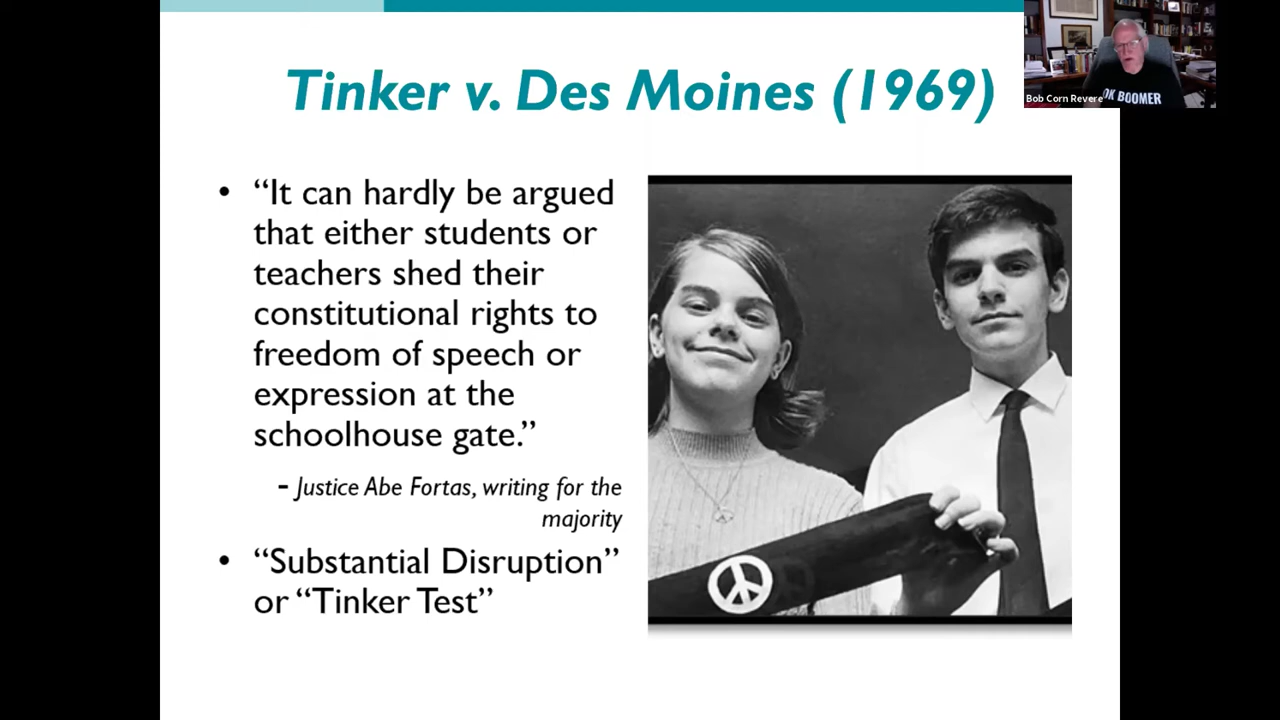 Tinker v. Des Moines (1969)
Bob Corn Revere
OK BOOMER
• “It can hardly be argued
that either students or
teachers shed their
constitutional rights to
freedom of speech or
expression at the
schoolhouse gate.”
- Justice Abe Fortas, writing for the
majority
• “Substantial Disruption”
or “Tinker Test”